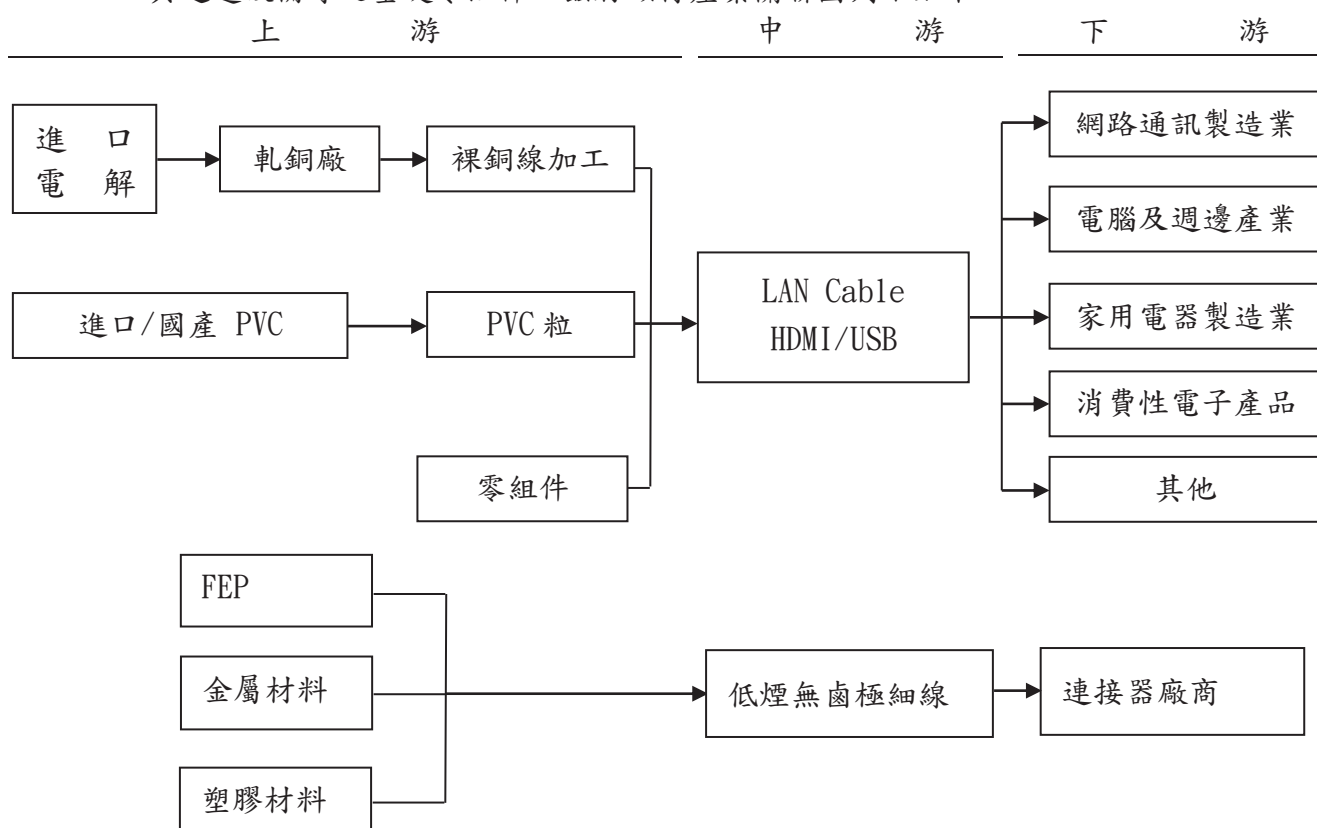 上 游 中 游 下 游
進 口
電 解
軋銅廠
裸銅線加工
進口/國產 PVC
PVC 粒
零組件
LAN Cable
HDMI/USB
網路通訊製造業
電腦及週邊產業
家用電器製造業
消費性電子產品
其他
FEP
金屬材料
塑膠材料
低煙無鹵極細線
連接器廠商